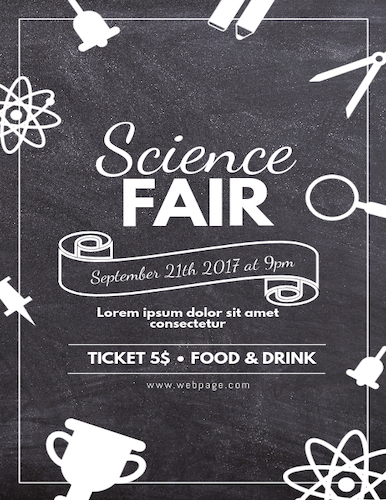 Science
FAIR
September 21th 2017 at 9pm
Lorem ipsum dolor sit amet
consectetur
TICKET 5$ • FOOD & DRINK
www.webpage.com